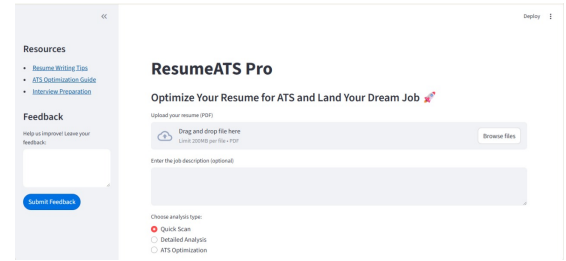 Deploy
Resources
Resume Writing Tips
ATS Optimization Guide
Interview Preparation
Feedback
Help us improve! Leave your
feedback:
Submit Feedback
ResumeATS Pro
Optimize Your Resume for ATS and Land Your Dream Job 🚀
Upload your resume (PDF)
Drag and drop file here
Limit 200MB per file • PDF
Browse files
Enter the job description (optional)
Choose analysis type:
Quick Scan
Detailed Analysis
ATS Optimization